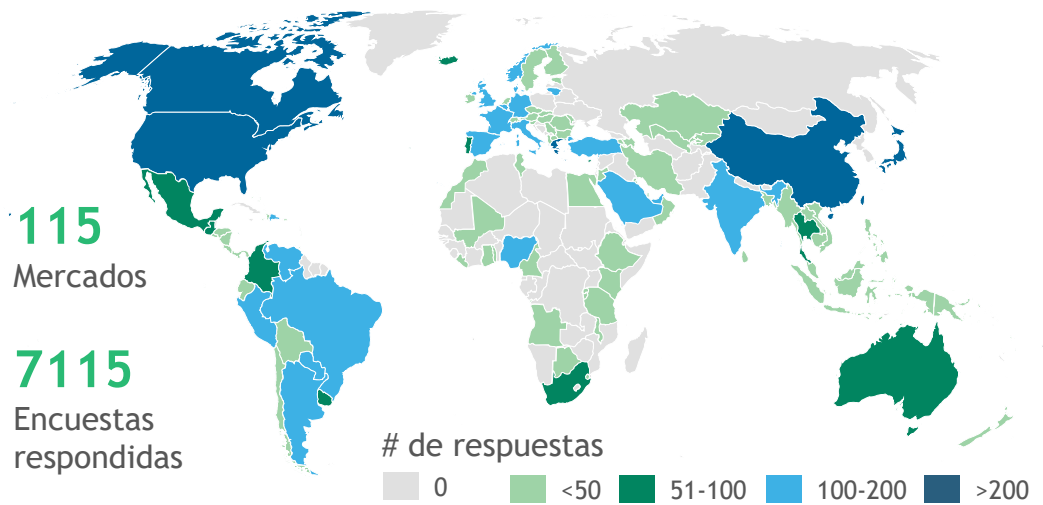 115
Mercados
7115
Encuestas
respondidas
# de respuestas
0 <50 51-100 100-200 >200